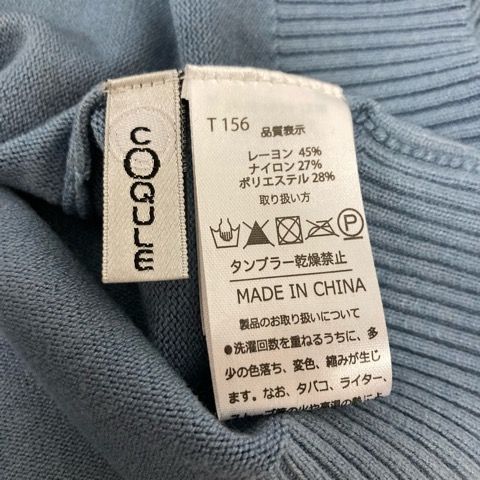 COQULE
T 156
品質表示
レーヨン 45%
ナイロン 27%
ポリエステル 28%
取り扱い方
P
タンブラー乾燥禁止
MADE IN CHINA
製品のお取り扱いについて
●洗濯回数を重ねるうちに、多
少の色落ち、変色、縮みが生じ
ます。なお、タバコ、ライター、